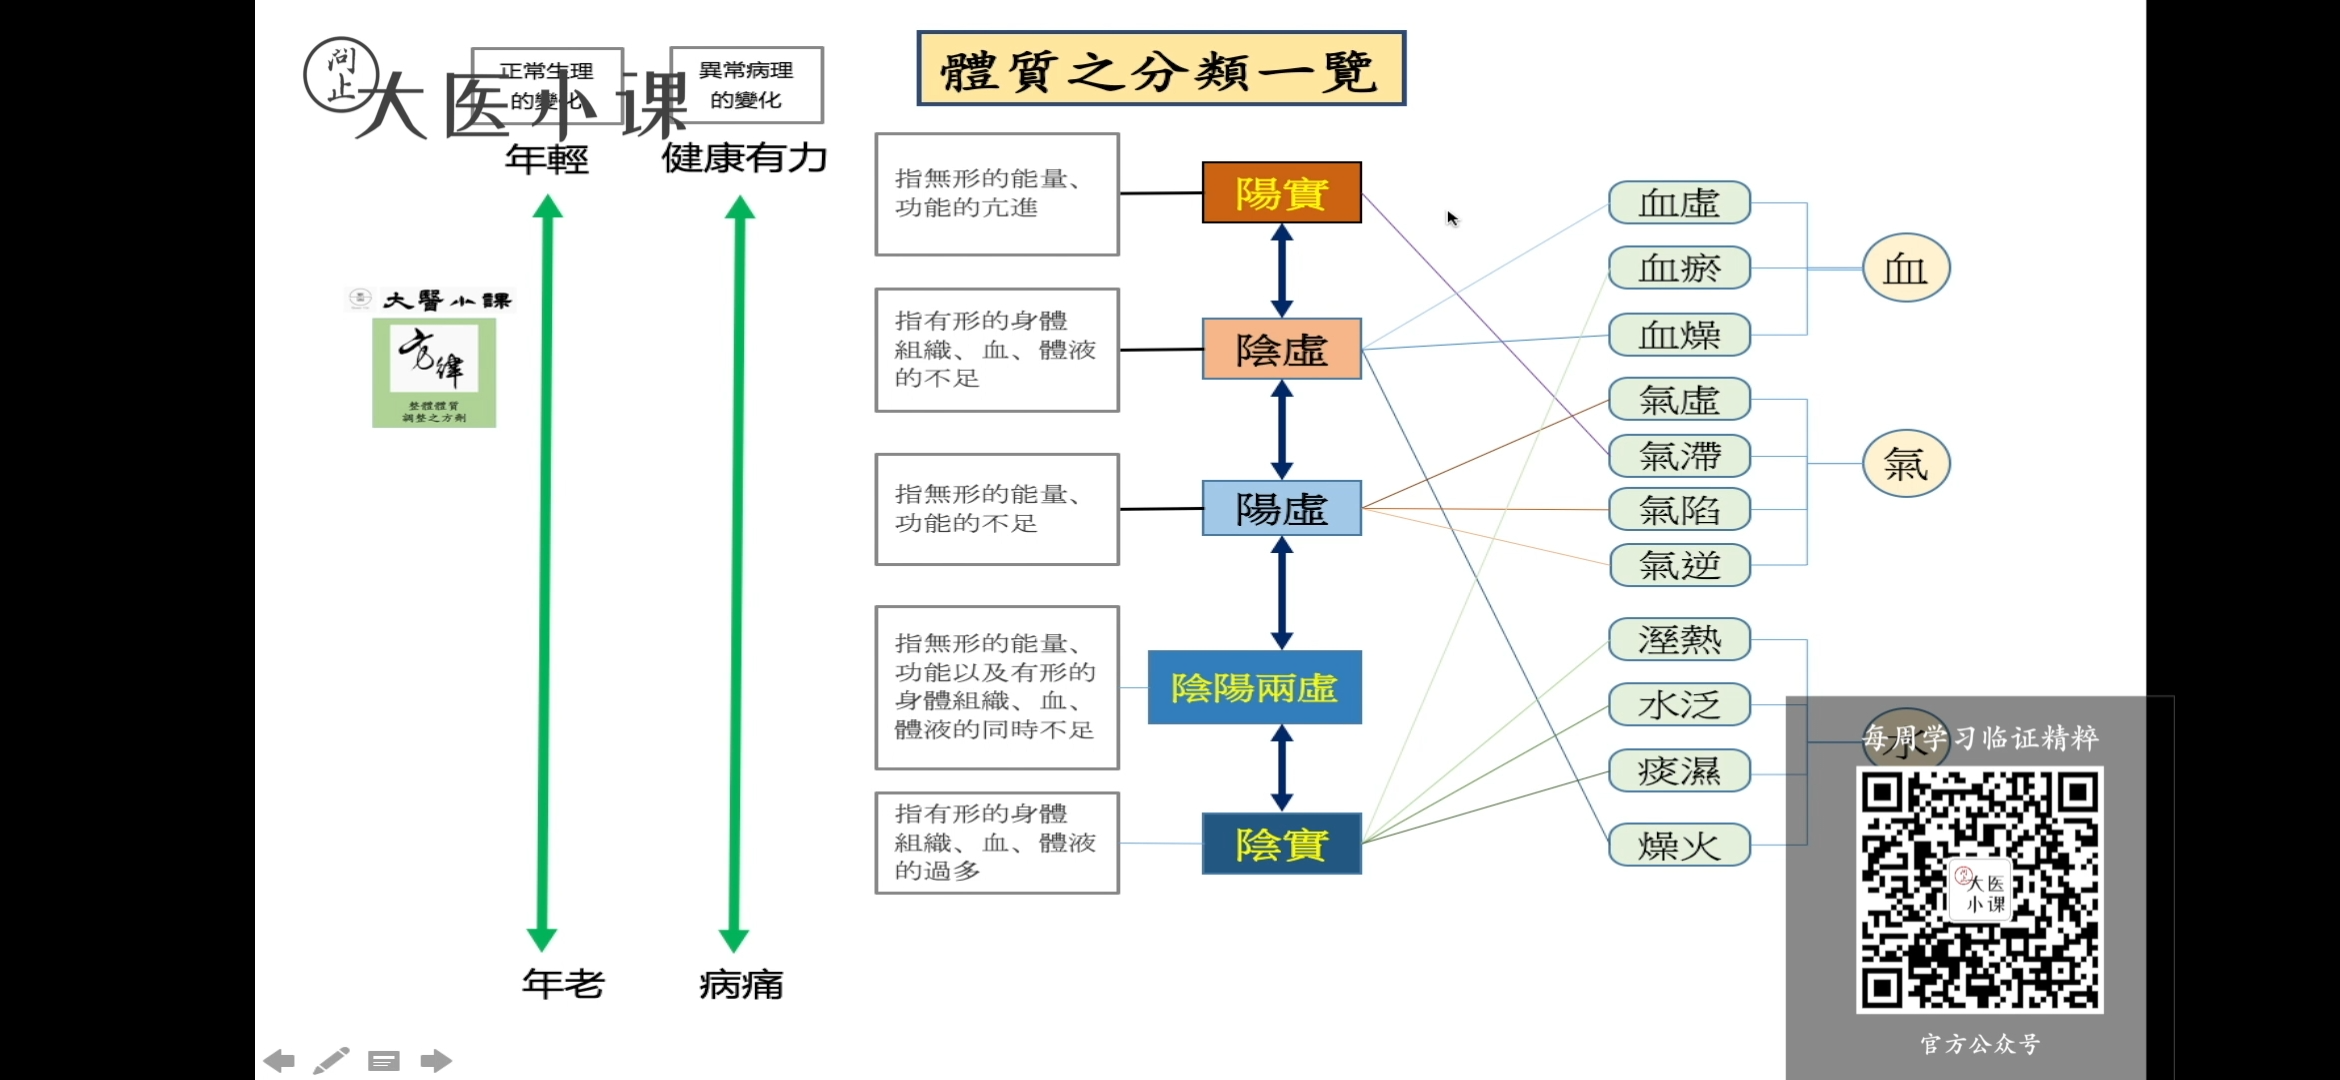 問止
大医小课
正常生理
的變化
異常病理
的變化
體質之分類一覽
年輕
健康有力
大醫小課
方律
整體體質
調整之方劑
年老
病痛
指無形的能量、
功能的亢進
陽實
指有形的身體
組織、血、體液
的不足
陰虛
指無形的能量、
功能的不足
陽虛
指無形的能量、
功能以及有形的
身體組織、血、
體液的同時不足
陰陽兩虛
指有形的身體
組織、血、體液
的過多
陰實
血虛
血瘀
血燥
血
氣虛
氣滯
氣陷
氣逆
氣
溼熱
水泛
痰濕
燥火
水
每周学习临证精粹
大医
小课
官方公众号